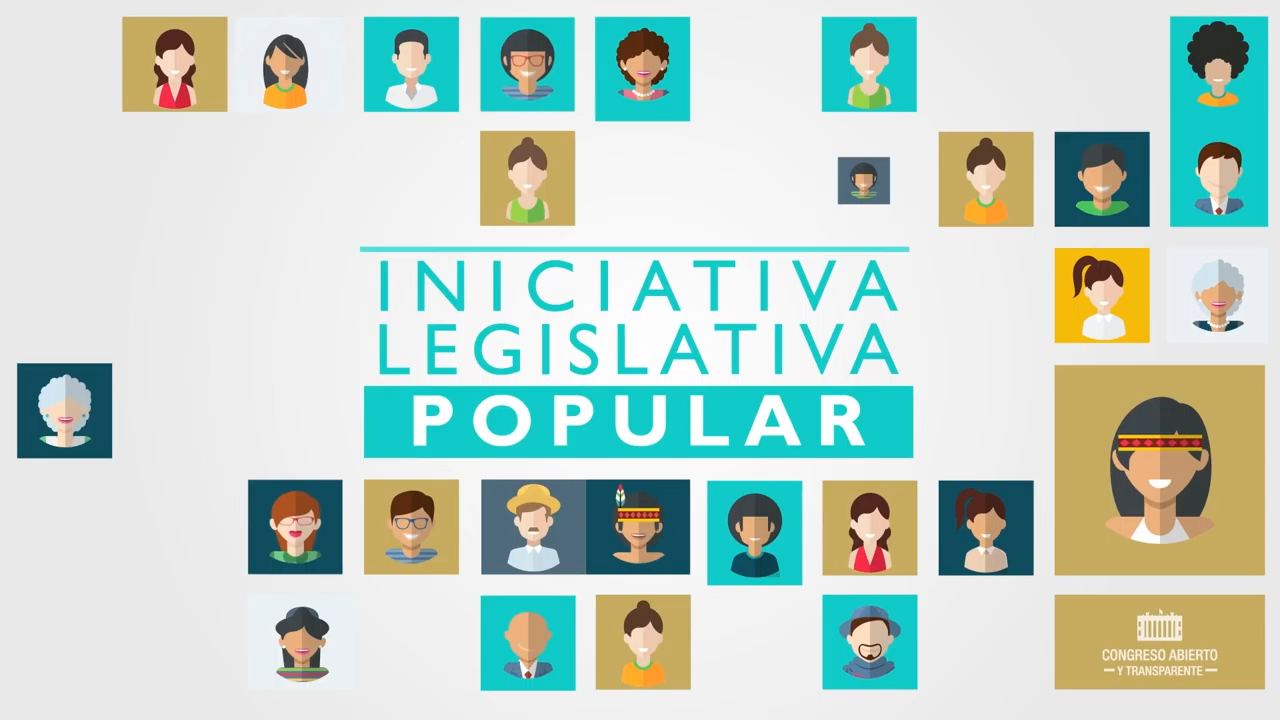 INICIATIVA
LEGISLATIVA
POPULAR
CONGRESO ABIERTO
Y TRANSPARENTE